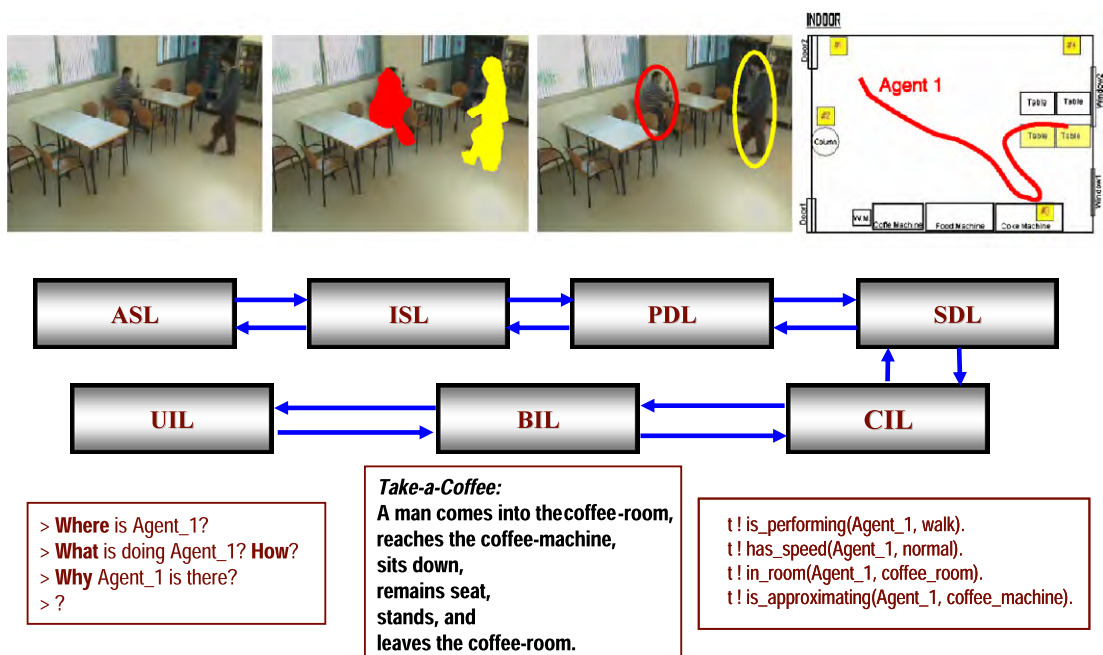 INDOOR
Door2
#1
#4
Agent 1
Window2
Table Table
#2
Table Table
Column
Door1
Window1
W.M.
Coffe Machine
Food Machine
Coke Machine
ASL
ISL
PDL
SDL
UIL
BIL
CIL
> Where is Agent_1?
> What is doing Agent_1? How?
> Why Agent_1 is there?
> ?
Take-a-Coffee:
A man comes into the coffee-room,
reaches the coffee-machine,
sits down,
remains seat,
stands, and
leaves the coffee-room.
t ! is_performing(Agent_1, walk).
t ! has_speed(Agent_1, normal).
t ! in_room(Agent_1, coffee_room).
t ! is_approximating(Agent_1, coffee_machine).